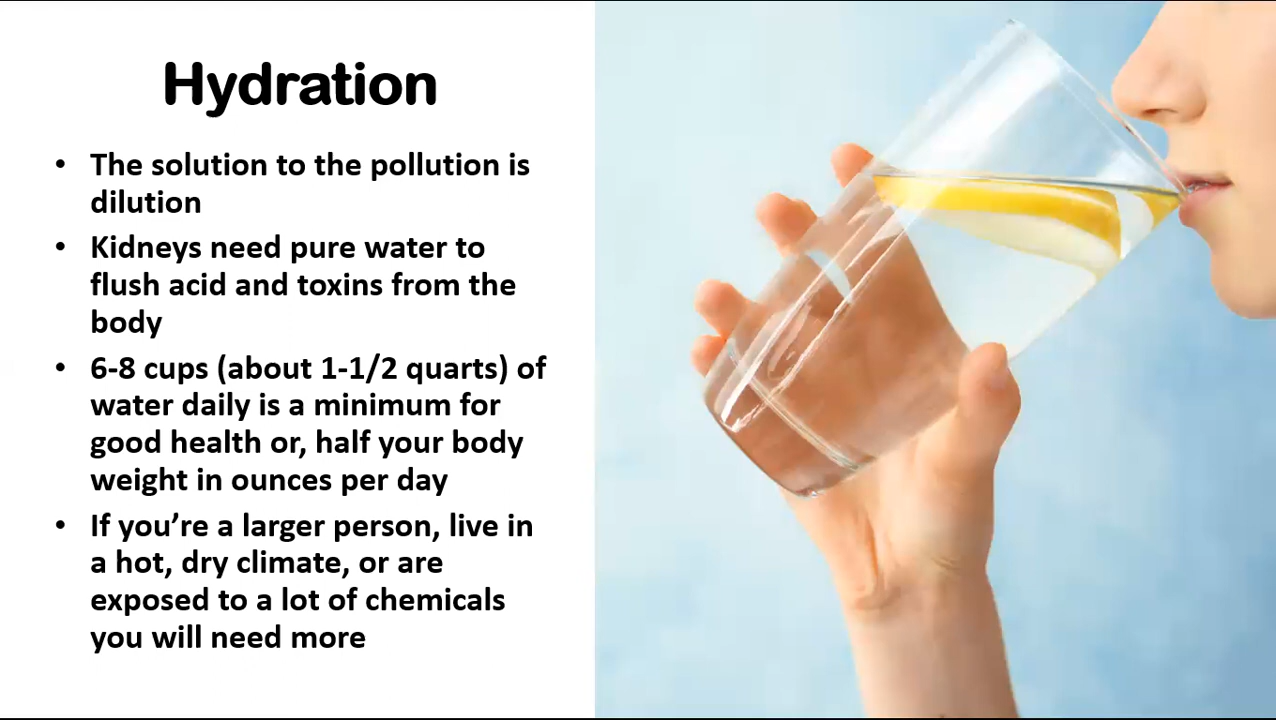 Hydration
• The solution to the pollution is
dilution
• Kidneys need pure water to
flush acid and toxins from the
body
• 6-8 cups (about 1-1/2 quarts) of
water daily is a minimum for
good health or, half your body
weight in ounces per day
• If you’re a larger person, live in
a hot, dry climate, or are
exposed to a lot of chemicals
you will need more